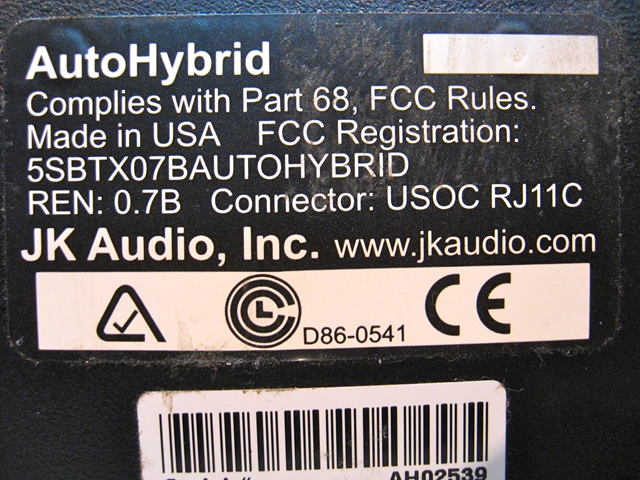 AutoHybrid
Complies with Part 68, FCC Rules.
Made in USA FCC Registration:
5SBTX07BAUTOHYBRID
REN: 0.7B Connector: USOC RJ11C
JK Audio, Inc. www.jkaudio.com
D86-0541 CE
AH02539